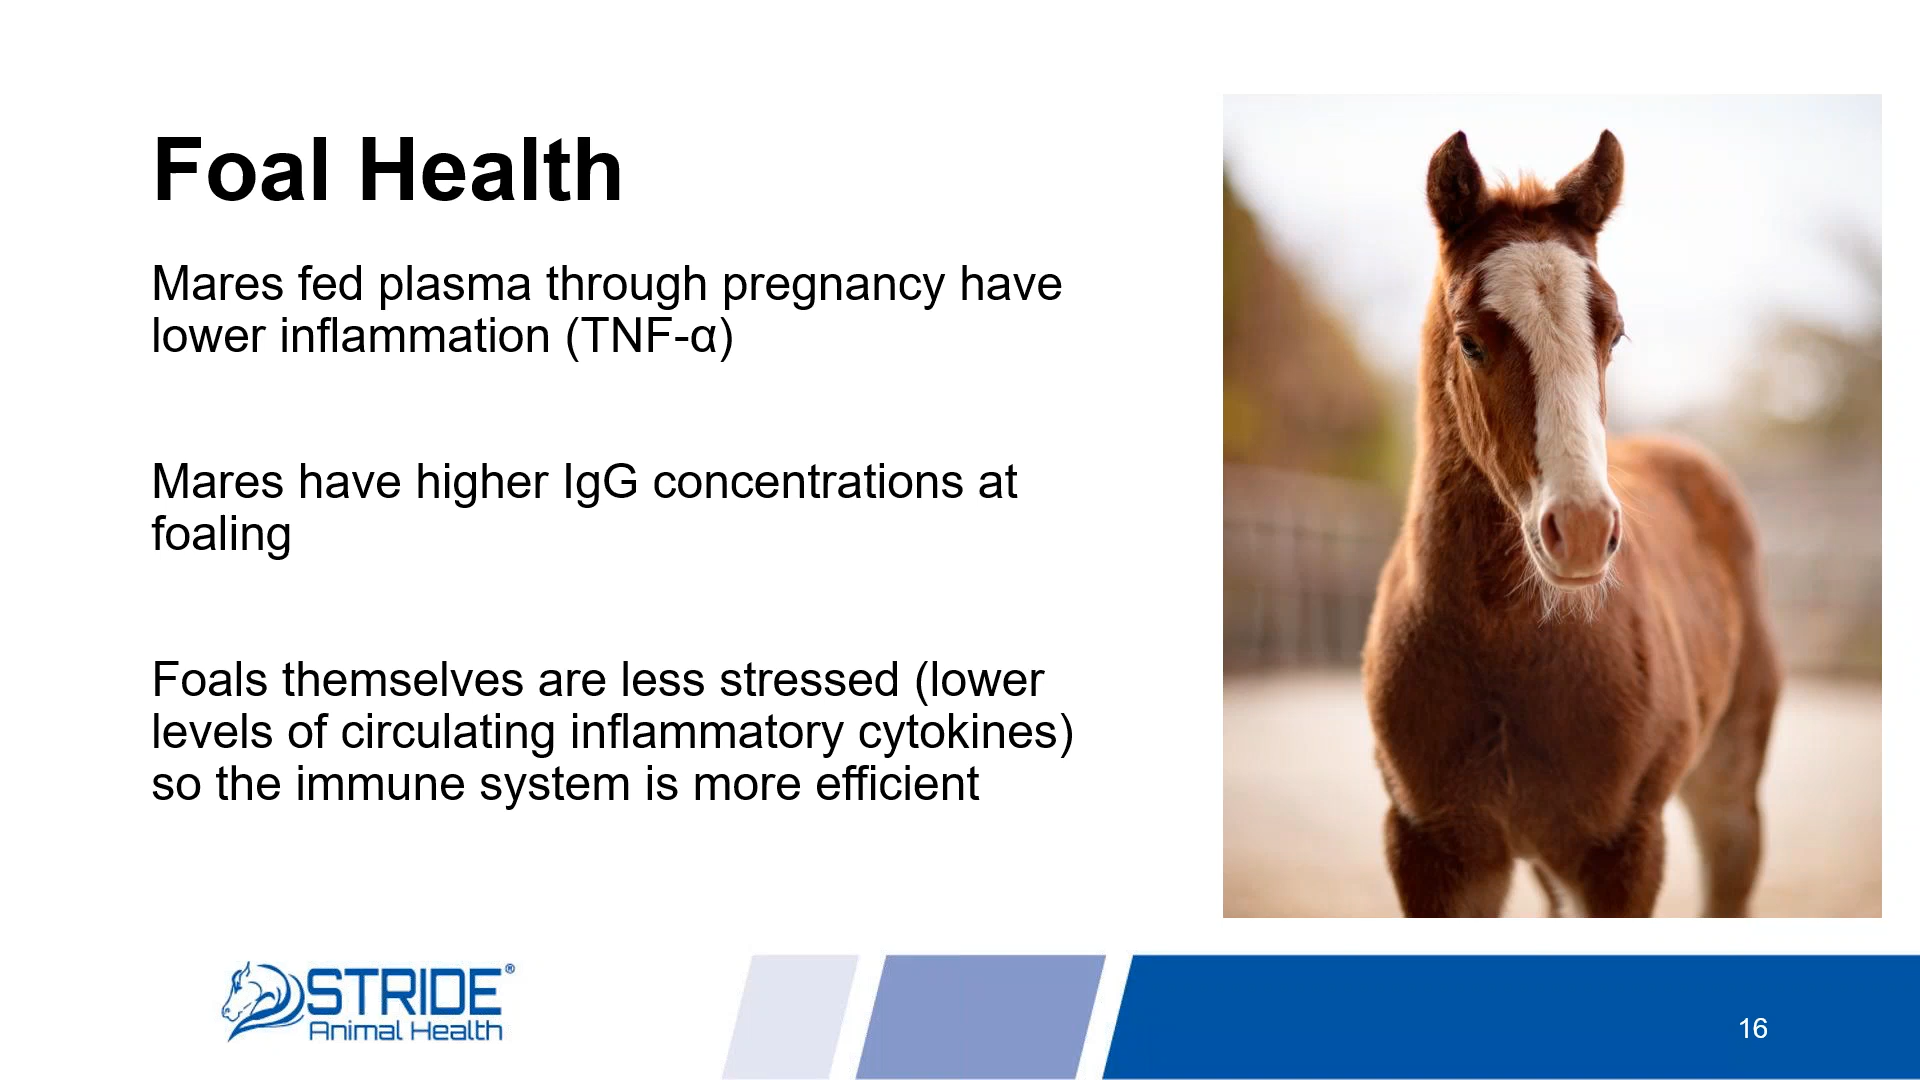 Foal Health
Mares fed plasma through pregnancy have
lower inflammation (TNF-α)
Mares have higher IgG concentrations at
foaling
Foals themselves are less stressed (lower
levels of circulating inflammatory cytokines)
so the immune system is more efficient
STRIDE®
Animal Health
16